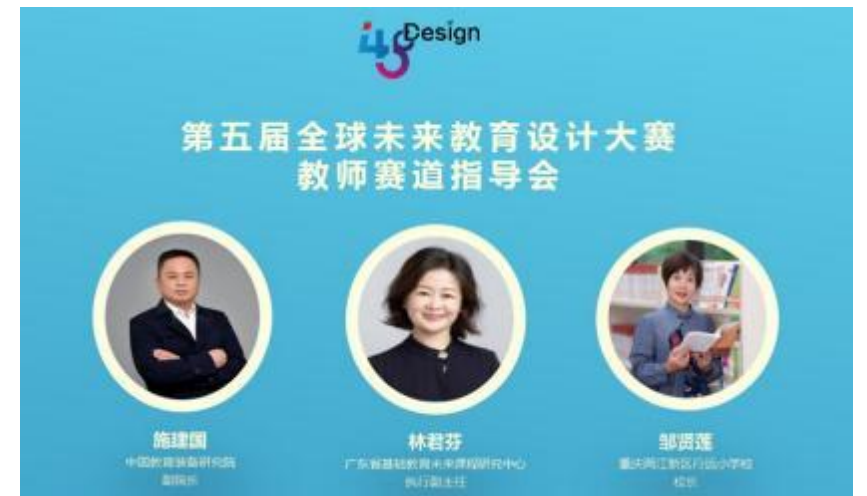 i48
Design
第五届全球未来教育设计大赛
教师赛道指导会
施建国
林君芬
邹贤莲
中国教育装备研究院
广东省基础教育未来课程研究中心
重庆两江新区行远小学校
副院长
执行副主任
校长